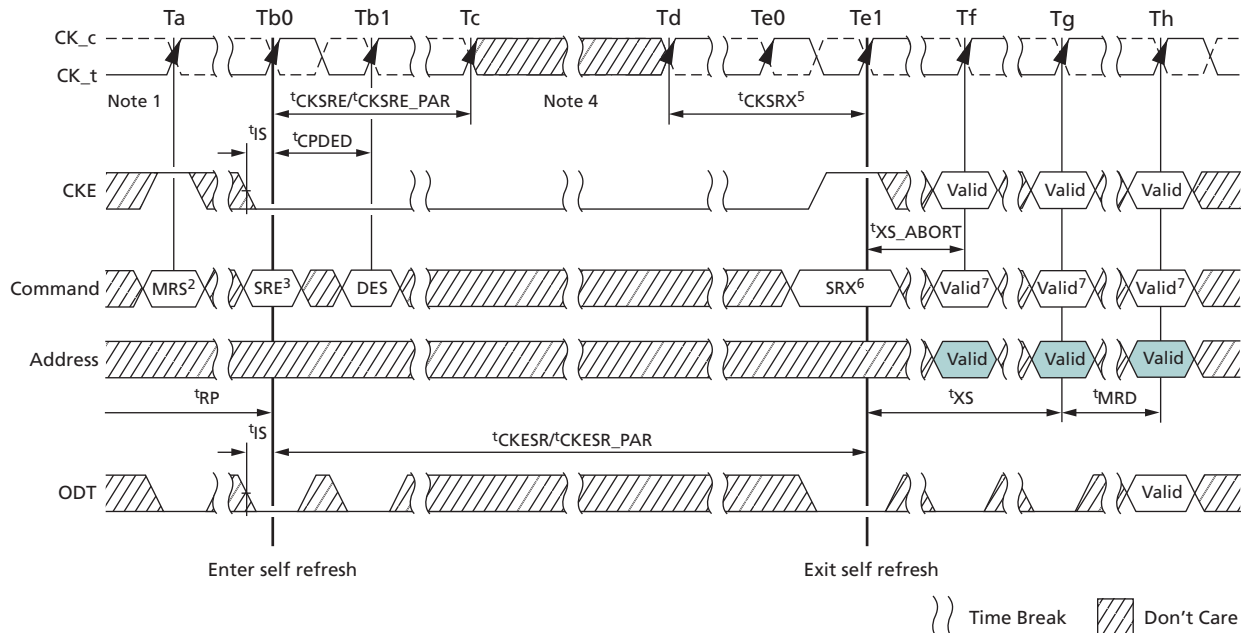 Ta Tb0 Tb1 Tc Td Te0 Te1 Tf Tg Th
CK_c
CK_t
Note 1 tCKSRE/tCKSRE_PAR Note 4 tCKSRX5
tIS tCPDED
CKE Valid Valid Valid
tXS_ABORT
Command MRS2 SRE3 DES SRX6 Valid7 Valid7 Valid7
Address Valid Valid Valid
tRP tXS tMRD
tIS tCKESR/tCKESR_PAR
ODT Valid
Enter self refresh Exit self refresh
Time Break Don't Care